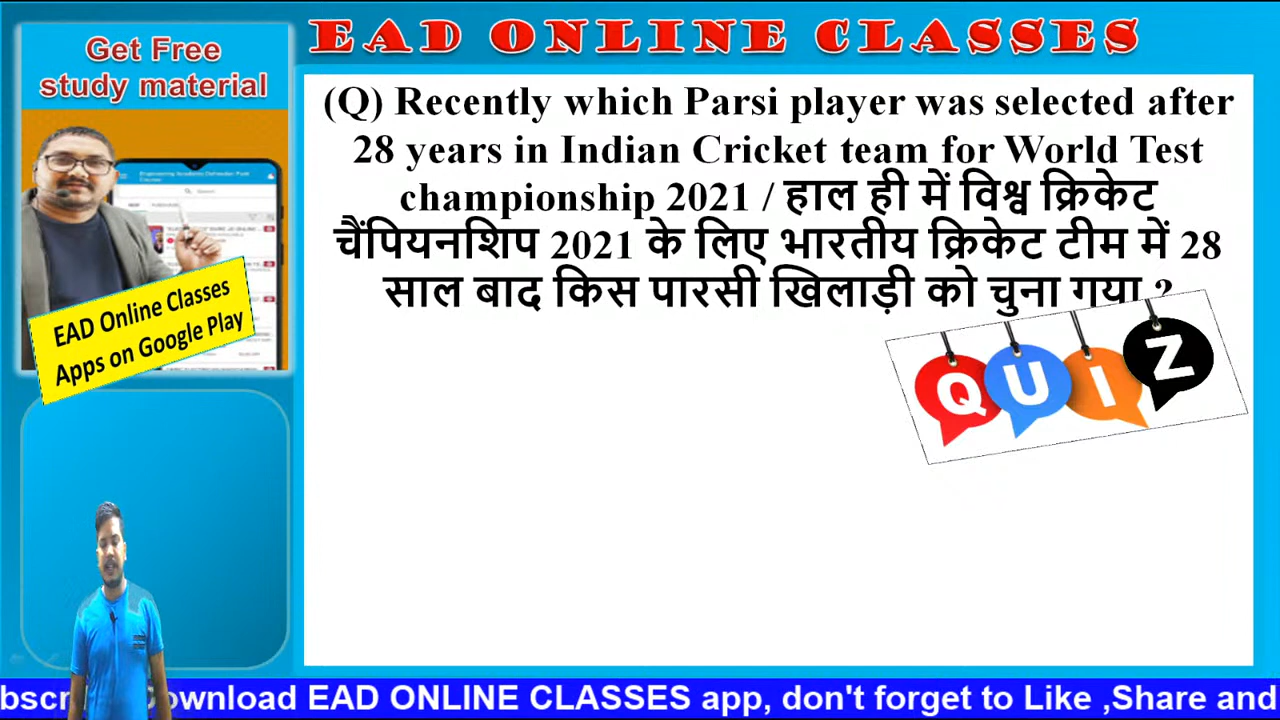 EAD ONLINE CLASSES
Get Free
study material
(Q) Recently which Parsi player was selected after
28 years in Indian Cricket team for World Test
championship 2021 / हाल ही में विश्व क्रिकेट
चैंपियनशिप 2021 के लिए भारतीय क्रिकेट टीम में 28
साल बाद किस पारसी खिलाड़ी को चुना गया ?
EAD Online Classes
Apps on Google Play
QUIZ
ownload EAD ONLINE CLASSES app, don't forget to Like ,Share and